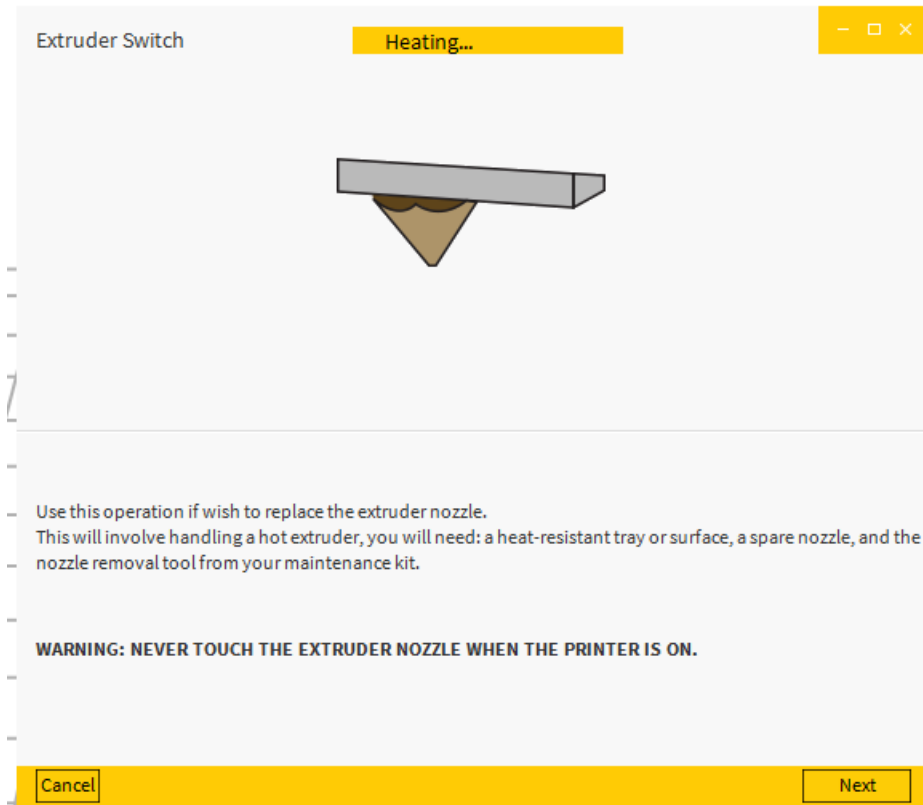 Extruder Switch
Heating...
Use this operation if wish to replace the extruder nozzle.
This will involve handling a hot extruder, you will need: a heat-resistant tray or surface, a spare nozzle, and the
nozzle removal tool from your maintenance kit.
WARNING: NEVER TOUCH THE EXTRUDER NOZZLE WHEN THE PRINTER IS ON.
Cancel
Next